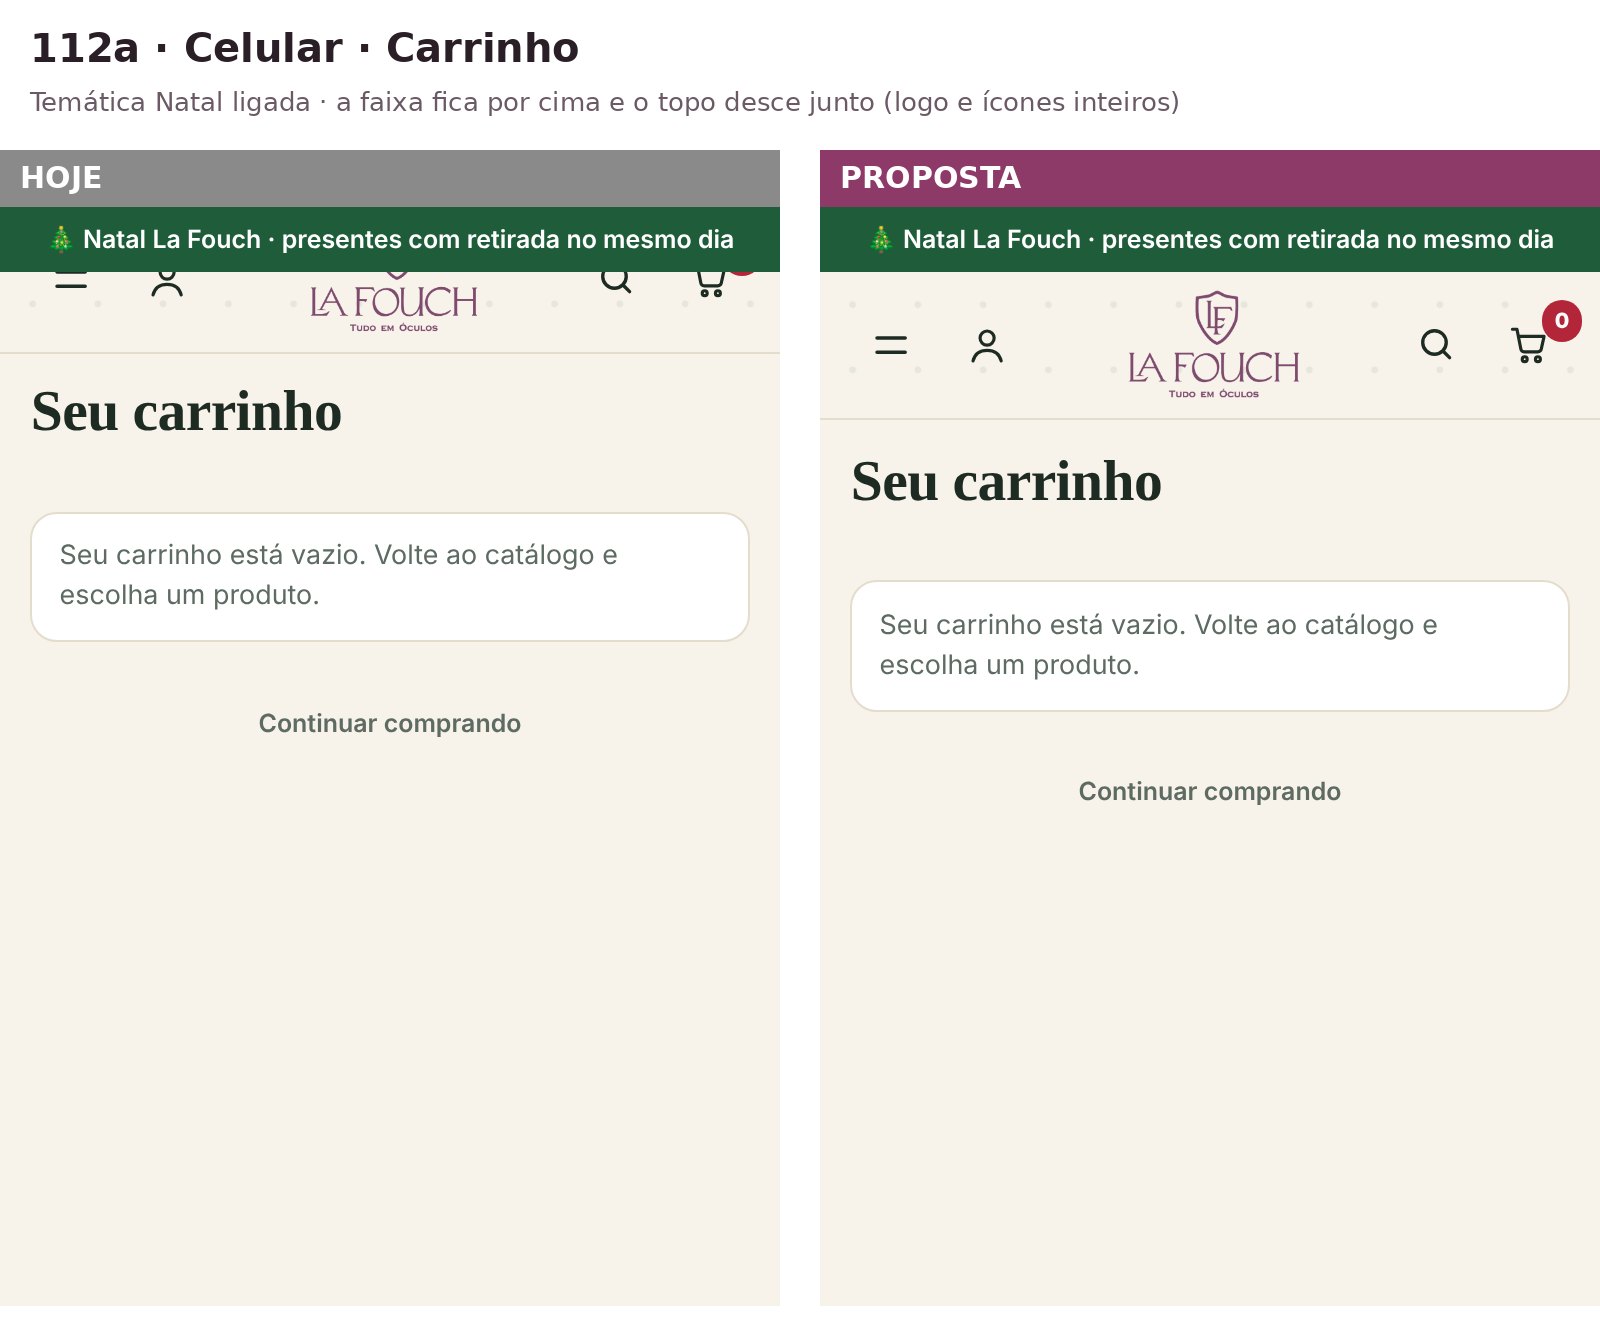 112a · Celular · Carrinho
Temática Natal ligada · a faixa fica por cima e o topo desce junto (logo e ícones inteiros)
HOJE
🎄 Natal La Fouch · presentes com retirada no mesmo dia
LA FOUCH
TUDO EM ÓCULOS
Seu carrinho
Seu carrinho está vazio. Volte ao catálogo e
escolha um produto.
Continuar comprando
PROPOSTA
🎄 Natal La Fouch · presentes com retirada no mesmo dia
LF
0
LA FOUCH
TUDO EM ÓCULOS
Seu carrinho
Seu carrinho está vazio. Volte ao catálogo e
escolha um produto.
Continuar comprando